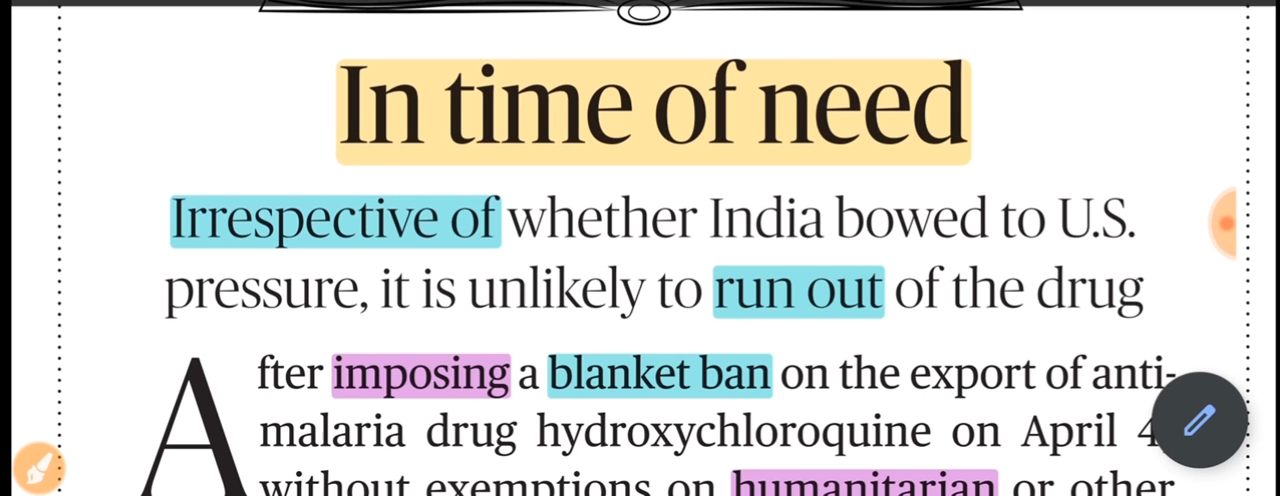 In time of need
Irrespective of whether India bowed to U.S.
pressure, it is unlikely to run out of the drug
After imposing a blanket ban on the export of anti-
malaria drug hydroxychloroquine on April 4
without exemptions on humanitarian or other